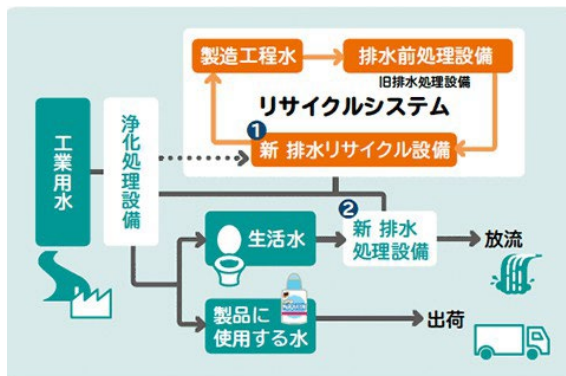 製造工程水
排水前処理設備
旧排水処理設備
リサイクルシステム
1
新 排水リサイクル設備
工業用水
浄化処理設備
2
生活水
新 排水
処理設備
放流
製品に
使用する水
出荷